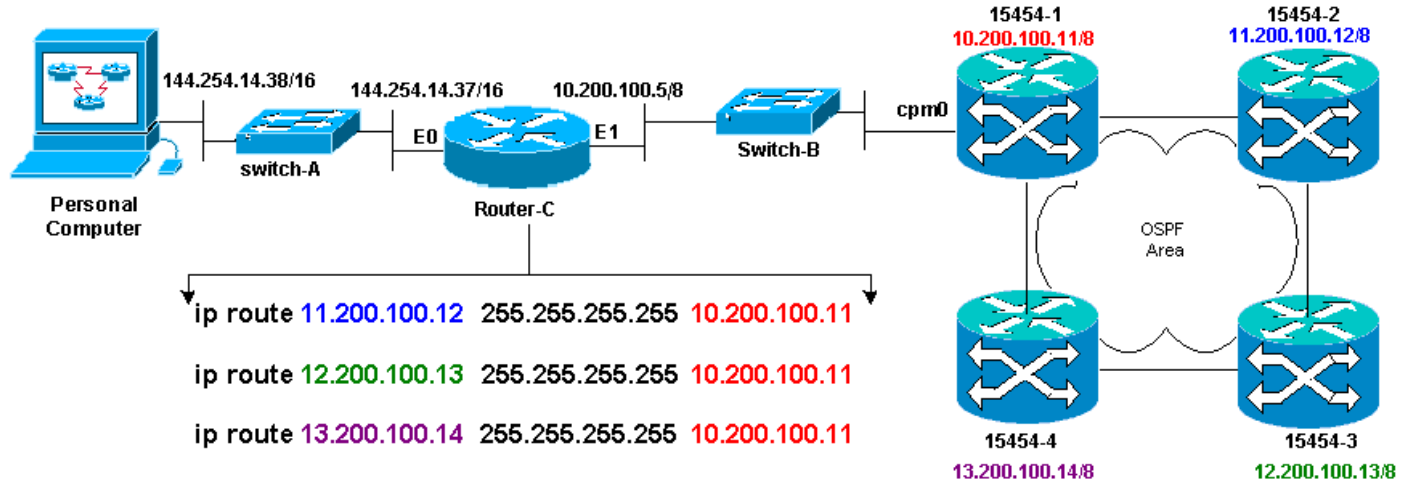 15454-1
10.200.100.11/8
15454-2
11.200.100.12/8
144.254.14.38/16
144.254.14.37/16
10.200.100.5/8
cpm0
E0
E1
switch-A
Switch-B
Router-C
Personal
Computer
OSPF
Area
ip route 11.200.100.12 255.255.255.255 10.200.100.11
ip route 12.200.100.13 255.255.255.255 10.200.100.11
ip route 13.200.100.14 255.255.255.255 10.200.100.11
15454-4
13.200.100.14/8
15454-3
12.200.100.13/8